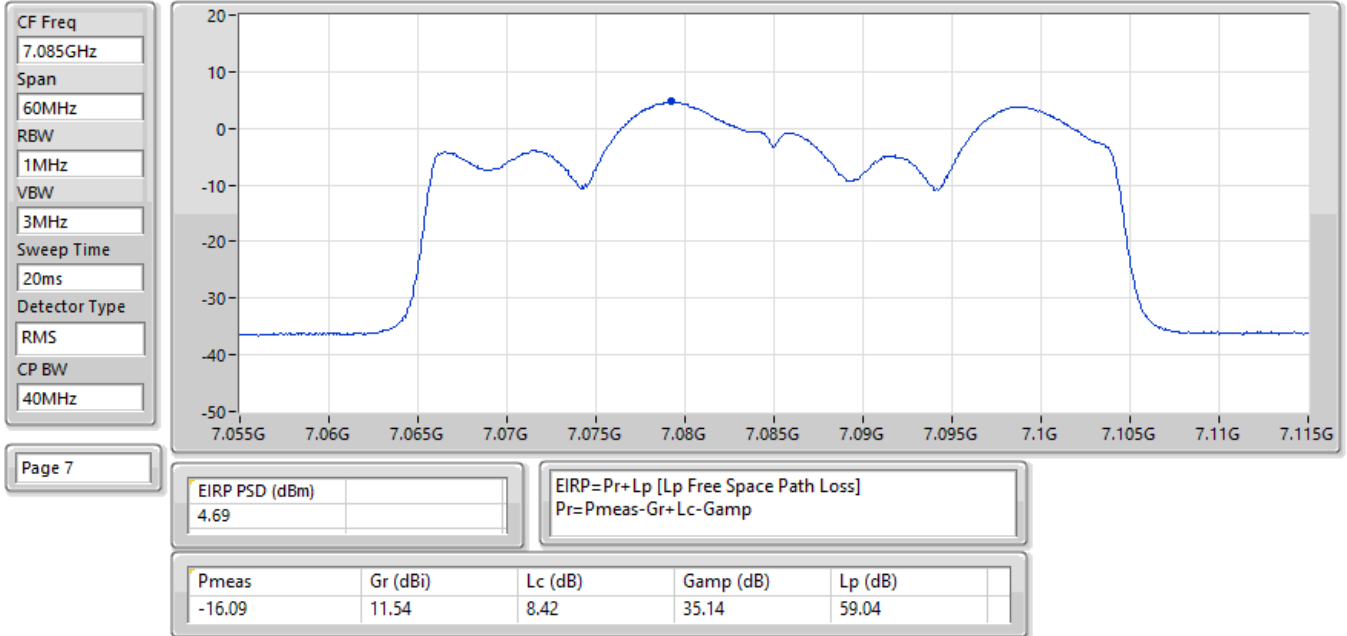 CF Freq
7.085GHz
Span
60MHz
RBW
1MHz
VBW
3MHz
Sweep Time
20ms
Detector Type
RMS
CP BW
40MHz
Page 7
20
10
0
-10
-20
-30
-40
-50
7.055G 7.06G 7.065G 7.07G 7.075G 7.08G 7.085G 7.09G 7.095G 7.1G 7.105G 7.11G 7.115G
EIRP PSD (dBm)
4.69
EIRP=Pr+Lp [Lp Free Space Path Loss]
Pr=Pmeas-Gr+Lc-Gamp
Pmeas Gr (dBi) Lc (dB) Gamp (dB) Lp (dB)
-16.09 11.54 8.42 35.14 59.04